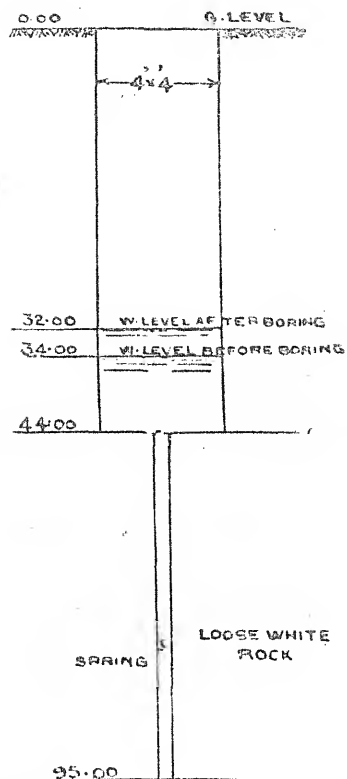 0.00 G.LEVEL
4'x4'
32.00 W.LEVEL AFTER BORING
34.00 W.LEVEL BEFORE BORING
44.00
SPRING
LOOSE WHITE
ROCK
95.00